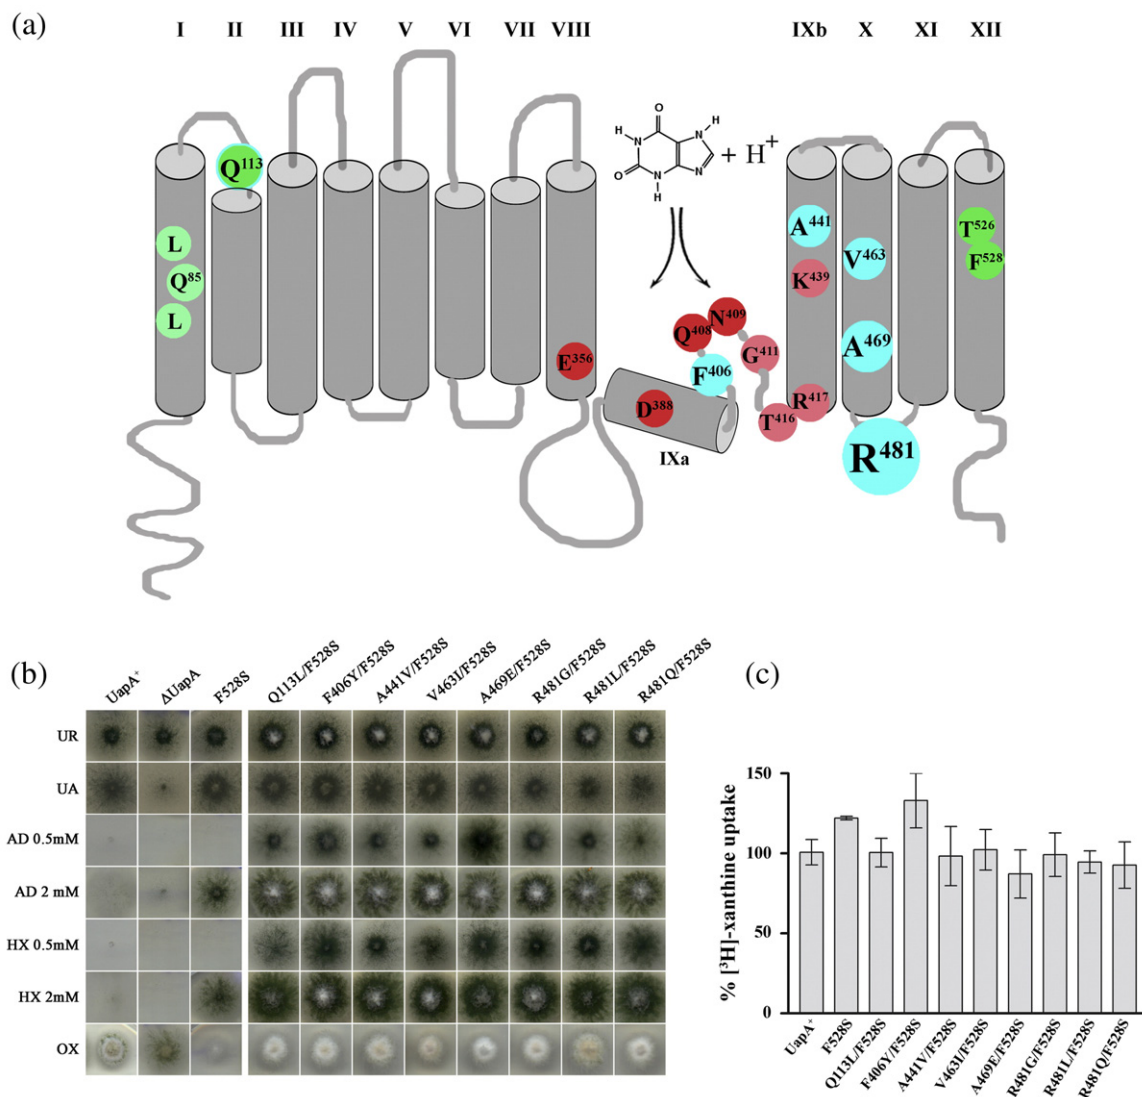 (a)
I II III IV V VI VII VIII IXb X XI XII
O
H N N H
+ H+
O N N
H
Q113
L
Q85
L
A441
V463
K439
T526
F528
N409
Q408
G411
E356
F406
A469
D388
R417
T416
IXa
R481
(b)
UapA+ ΔUapA F528S Q113L/F528S F406Y/F528S A441V/F528S V463I/F528S A469E/F528S R481G/F528S R481L/F528S R481Q/F528S
UR
UA
AD 0.5mM
AD 2 mM
HX 0.5mM
HX 2mM
OX
(c)
% [³H]-xanthine uptake
150
100
50
0
UapA+ F528S Q113L/F528S F406Y/F528S A441V/F528S V463I/F528S A469E/F528S R481G/F528S R481L/F528S R481Q/F528S